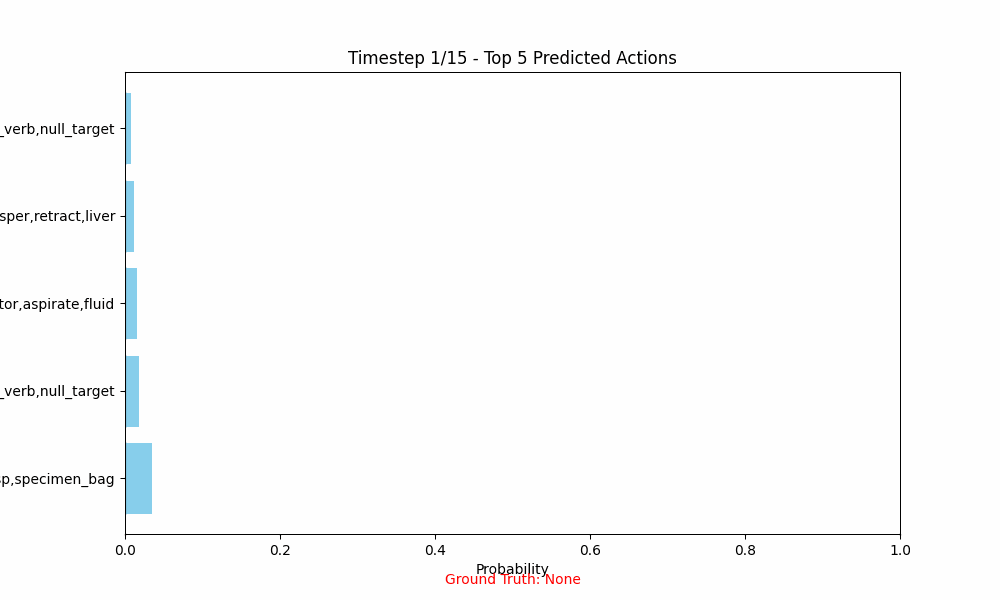 Timestep 1/15 - Top 5 Predicted Actions
_verb,null_target
sper,retract,liver
tor,aspirate,fluid
_verb,null_target
sp,specimen_bag
0.0 0.2 0.4 0.6 0.8 1.0
Probability
Ground Truth: None